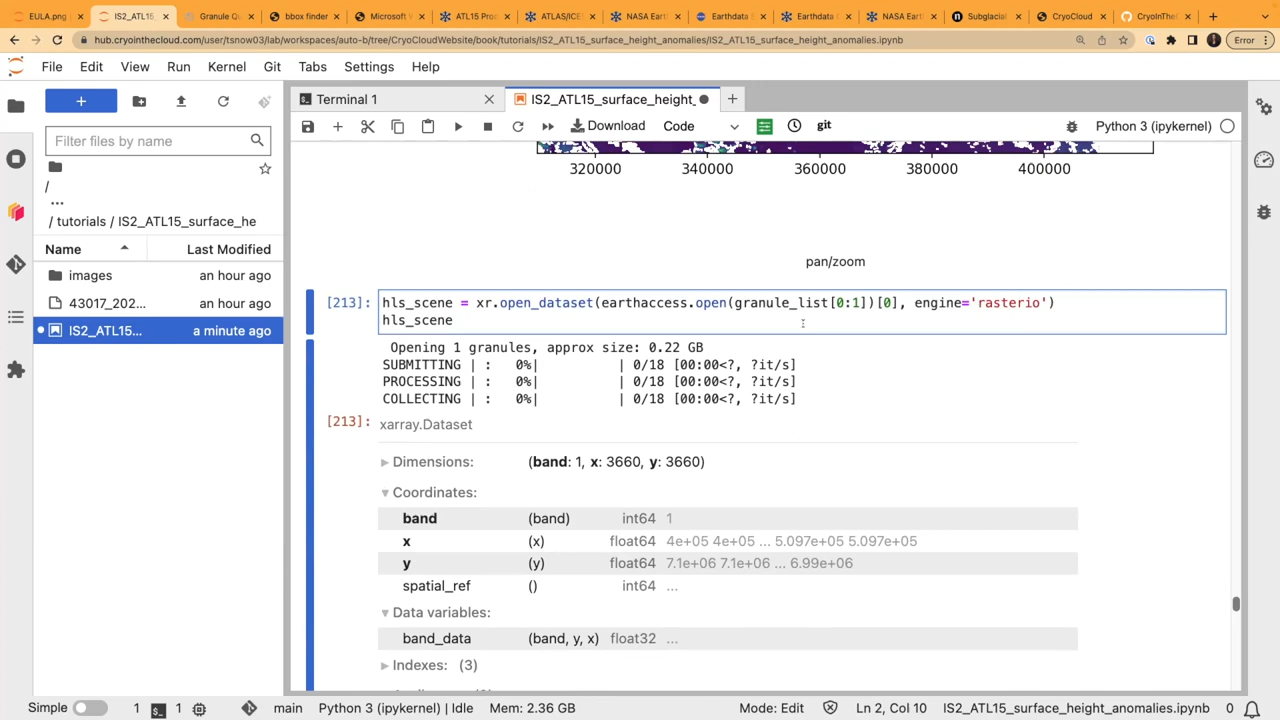 EULA.png
IS2_ATL15_
Granule Qu
bbox finder
Microsoft
ATL15 Pro
ATLAS/ICE
NASA Eart
Earthdata S
Earthdata
NASA Eart
Subglacial
CryoCloud
CryoInTheC
hub.cryointhecloud.com/user/tsnow03/lab/workspaces/auto-b/tree/CryoCloudWebsite/book/tutorials/IS2_ATL15_surface_height_anomalies/IS2_ATL15_surface_height_anomalies.ipynb
Error
File Edit View Run Kernel Git Tabs Settings Help
Terminal 1
IS2_ATL15_surface_height_
Download
Code
git
Python 3 (ipykernel)
Filter files by name
/
...
/ tutorials / IS2_ATL15_surface_he
Name Last Modified
images an hour ago
43017_202... an hour ago
IS2_ATL15... a minute ago
320000 340000 360000 380000 400000
pan/zoom
[213]: hls_scene = xr.open_dataset(earthaccess.open(granule_list[0:1])[0], engine='rasterio')
hls_scene
Opening 1 granules, approx size: 0.22 GB
SUBMITTING | : 0%| | 0/18 [00:00<?, ?it/s]
PROCESSING | : 0%| | 0/18 [00:00<?, ?it/s]
COLLECTING | : 0%| | 0/18 [00:00<?, ?it/s]
[213]: xarray.Dataset
Dimensions: (band: 1, x: 3660, y: 3660)
Coordinates:
band (band) int64 1
x (x) float64 4e+05 4e+05 ... 5.097e+05 5.097e+05
y (y) float64 7.1e+06 7.1e+06 ... 6.99e+06
spatial_ref () int64 ...
Data variables:
band_data (band, y, x) float32 ...
Indexes: (3)
Simple 1 1 main Python 3 (ipykernel) | Idle Mem: 2.36 GB Mode: Edit Ln 2, Col 10 IS2_ATL15_surface_height_anomalies.ipynb 0